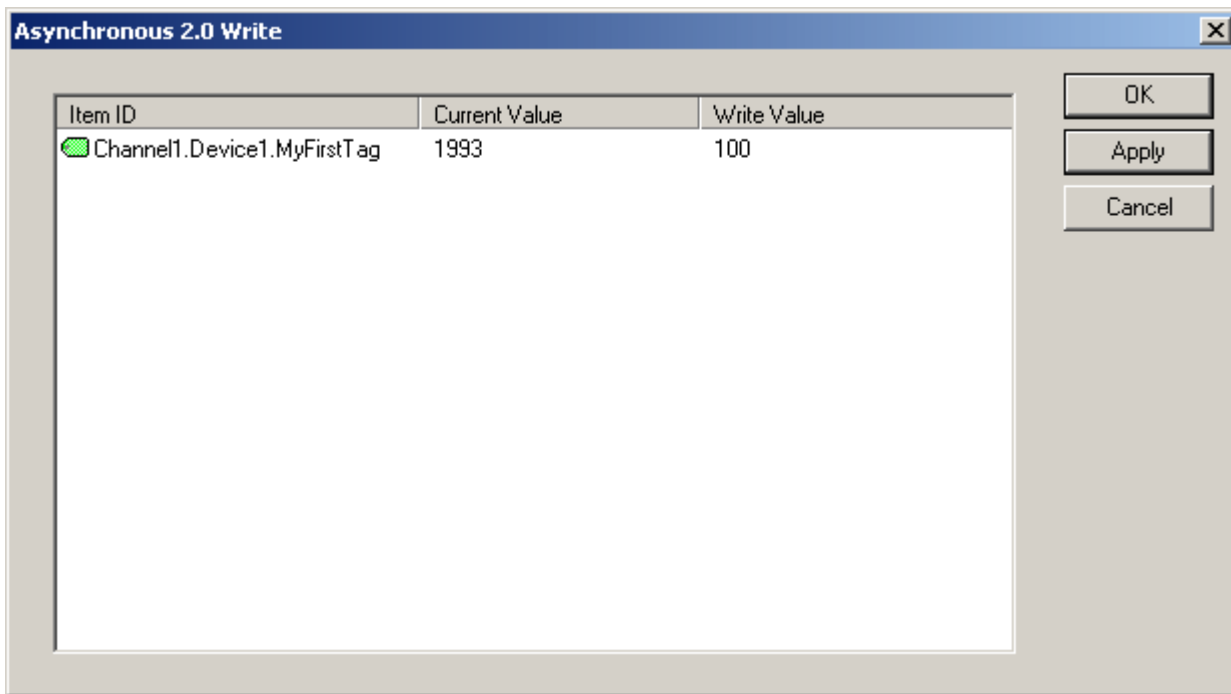 Asynchronous 2.0 Write
Item ID Current Value Write Value
Channel1.Device1.MyFirstTag 1993 100
OK
Apply
Cancel